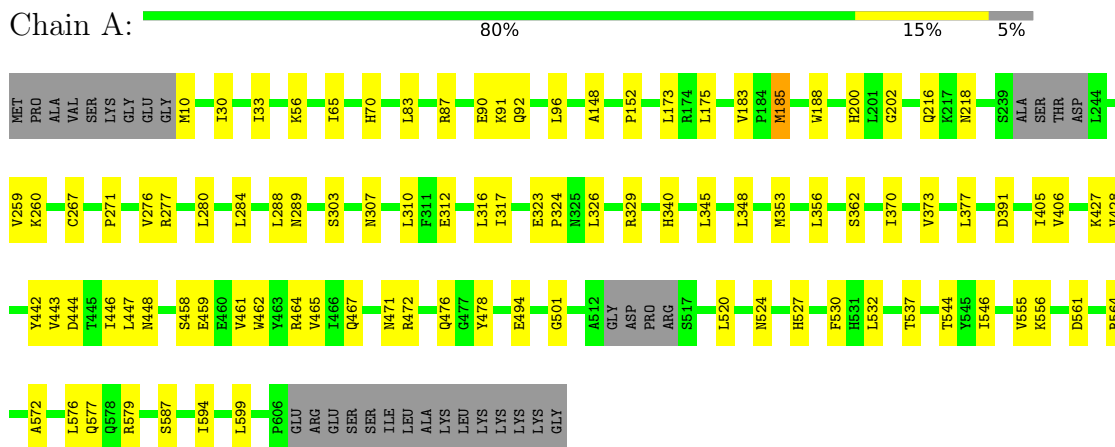 Chain A:
80% 15% 5%
MET PRO ALA VAL SER LYS GLY GLU GLY M10 I30 I33 K56 I65 H70 L83 R87 E90 K91 Q92 L96 A148 P152 L173 R174 L175 V183 P184 M185 W188 H200 L201 G202 Q216 K217 N218 S239 ALA SER THR ASP L244
V259 K260 C267 P271 V276 R277 L280 L284 L288 N289 S303 N307 L310 F311 E312 L316 I317 E323 P324 N325 L326 R329 H340 L345 L348 M353 L356 S362 I370 V373 L377 D391 I405 V406 K427
Y442 V443 D444 T445 I446 L447 N448 S458 E459 E460 V461 W462 Y463 R464 V465 I466 Q467 N471 R472 Q476 G477 Y478 E494 G501 A512 GLY ASP PRO ARG S517 L520 N524 H527 F530 H531 L532 T537 T544 Y545 I546 V555 K556 D561
A572 L576 Q577 Q578 R579 S587 I594 L599 P606 GLU ARG GLU SER SER ILE LEU ALA LYS LEU LYS LYS LYS LYS GLY